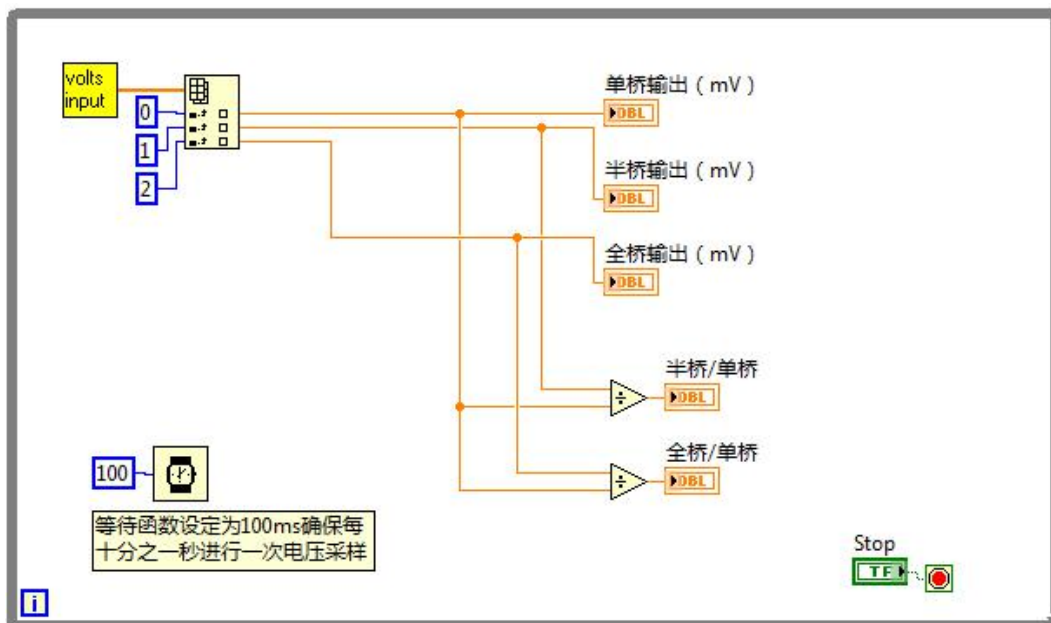 volts
input
0
1
2
单桥输出（mV）
DBL
半桥输出（mV）
DBL
全桥输出（mV）
DBL
半桥/单桥
÷
DBL
全桥/单桥
÷
DBL
100
等待函数设定为100ms确保每
十分之一秒进行一次电压采样
Stop
TF
i